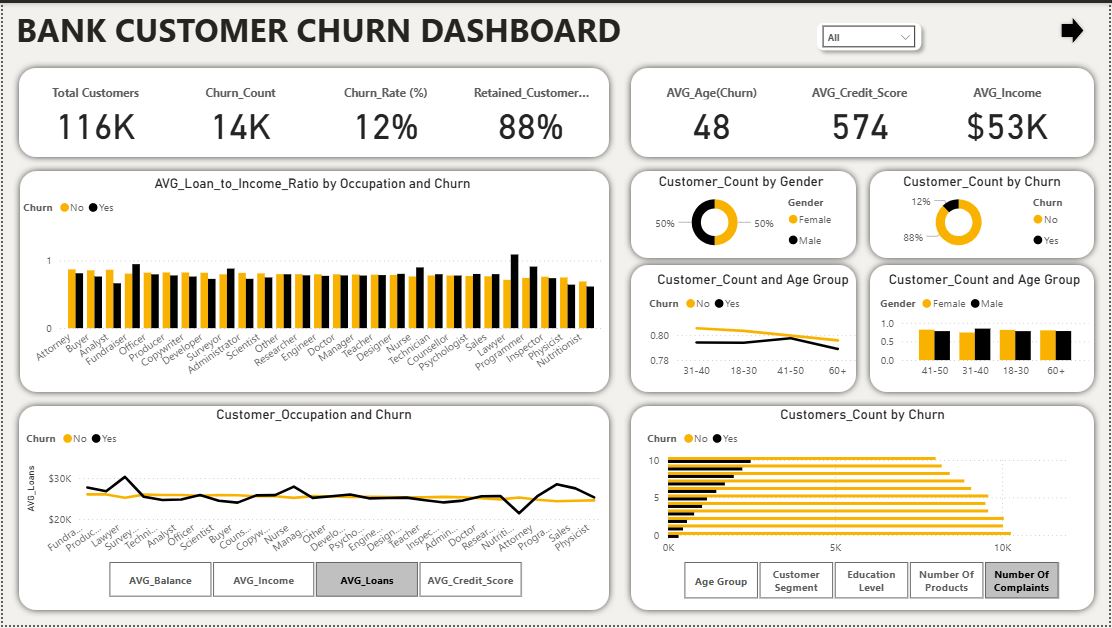 BANK CUSTOMER CHURN DASHBOARD
All
Total Customers
Churn_Count
Churn_Rate (%)
Retained_Customer...
116K
14K
12%
88%
AVG_Age(Churn)
AVG_Credit_Score
AVG_Income
48
574
$53K
AVG_Loan_to_Income_Ratio by Occupation and Churn
Churn No Yes
1
0
Attorney
Buyer
Analyst
Fundraiser
Officer
Producer
Copywriter
Developer
Surveyor
Administrator
Scientist
Other
Researcher
Engineer
Doctor
Manager
Teacher
Designer
Nurse
Technician
Counsellor
Psychologist
Sales
Lawyer
Programmer
Inspector
Physicist
Nutritionist
Customer_Count by Gender
50%
50%
Gender
Female
Male
Customer_Count by Churn
12%
88%
Churn
No
Yes
Customer_Count and Age Group
Churn No Yes
0.80
0.78
31-40 18-30 41-50 60+
Customer_Count and Age Group
Gender Female Male
1.0
0.5
0.0
41-50 31-40 18-30 60+
Customer_Occupation and Churn
Churn No Yes
AVG_Loans
$30K
$20K
Fundra...
Produc...
Lawyer
Survey...
Techni...
Analyst
Officer
Scientist
Buyer
Couns...
Copyw...
Nurse
Manag...
Other
Develo...
Psycho...
Engine...
Design...
Teacher
Inspec...
Admin...
Doctor
Resear...
Nutriti...
Attorney
Progra...
Sales
Physicist
AVG_Balance
AVG_Income
AVG_Loans
AVG_Credit_Score
Customers_Count by Churn
Churn No Yes
10
5
0
0K 5K 10K
Age Group
Customer
Segment
Education
Level
Number Of
Products
Number Of
Complaints